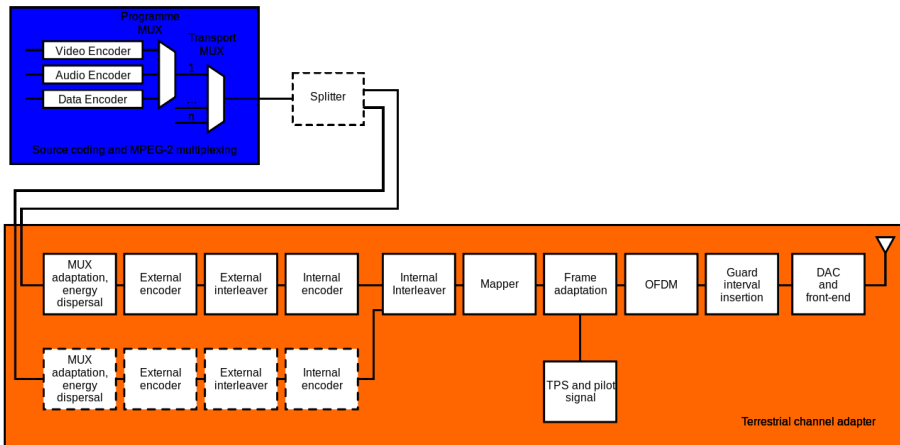 Programme
MUX
Transport
MUX
Video Encoder
Audio Encoder
Data Encoder
1
...
n
Source coding and MPEG-2 multiplexing
Splitter
MUX
adaptation,
energy
dispersal
External
encoder
External
interleaver
Internal
encoder
Internal
Interleaver
Mapper
Frame
adaptation
OFDM
Guard
interval
insertion
DAC
and
front-end
MUX
adaptation,
energy
dispersal
External
encoder
External
interleaver
Internal
encoder
TPS and pilot
signal
Terrestrial channel adapter